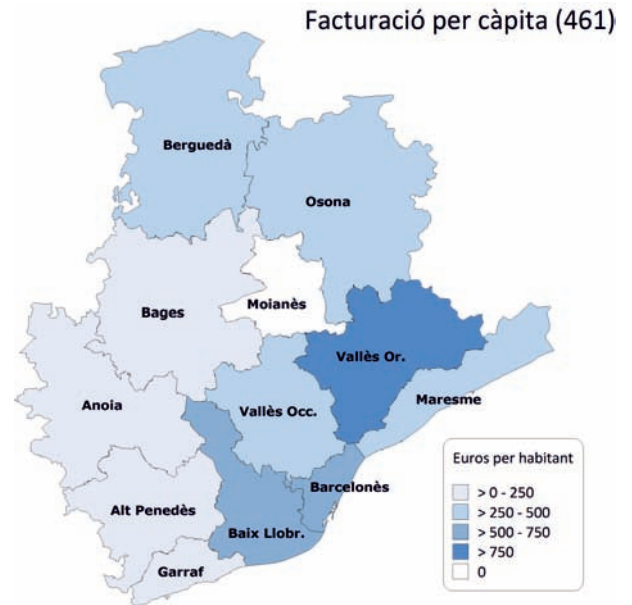 Facturació per càpita (461)
Berguedà
Osona
Bages
Moianès
Vallès Or.
Anoia
Vallès Occ.
Maresme
Barcelonès
Alt Penedès
Baix Llobr.
Garraf
Euros per habitant
> 0 - 250
> 250 - 500
> 500 - 750
> 750
0